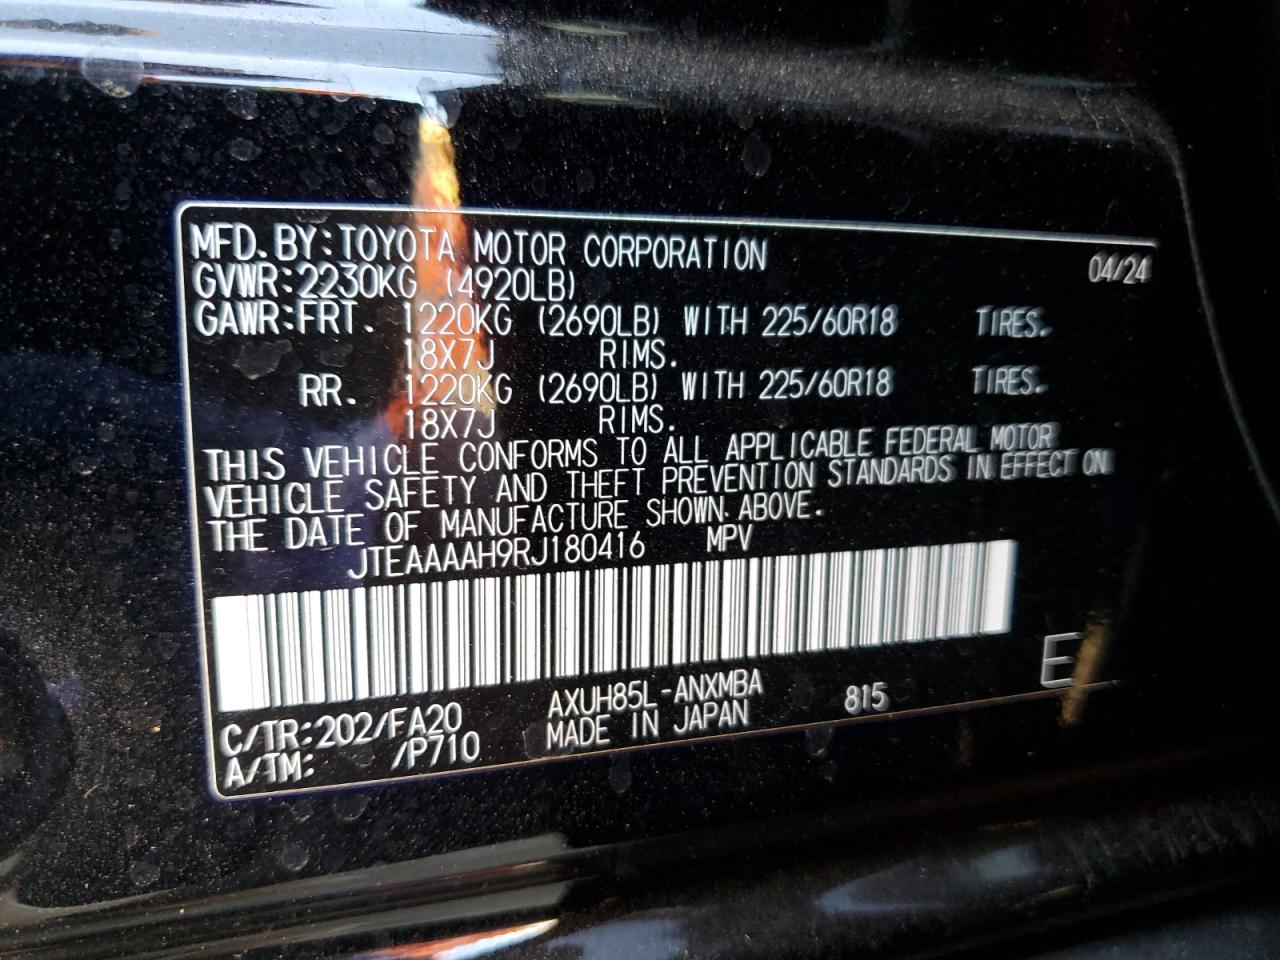 MFD.BY:TOYOTA MOTOR CORPORATION 04/24
GVWR:2230KG (4920LB)
GAWR:FRT. 1220KG (2690LB) WITH 225/60R18 TIRES.
18X7J RIMS.
RR. 1220KG (2690LB) WITH 225/60R18 TIRES.
18X7J RIMS.
THIS VEHICLE CONFORMS TO ALL APPLICABLE FEDERAL MOTOR
VEHICLE SAFETY AND THEFT PREVENTION STANDARDS IN EFFECT ON
THE DATE OF MANUFACTURE SHOWN ABOVE.
JTEAAAAH9RJ180416 MPV
E
C/TR:202/FA20 AXUH85L-ANXMBA 815
A/TM: /P710 MADE IN JAPAN